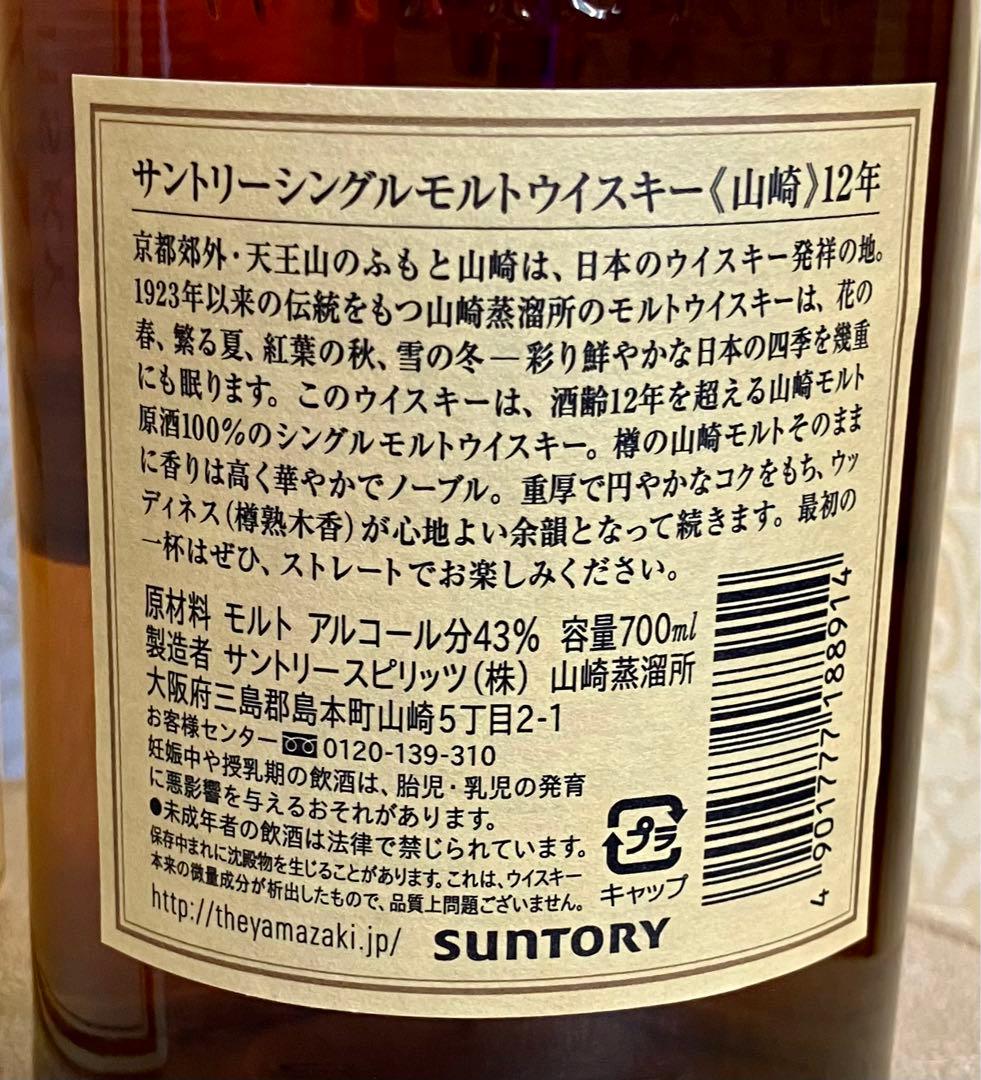 サントリーシングルモルトウイスキー《山崎》12年
京都郊外・天王山のふもと山崎は、日本のウイスキー発祥の地。
1923年以来の伝統をもつ山崎蒸溜所のモルトウイスキーは、花の
春、繁る夏、紅葉の秋、雪の冬―彩り鮮やかな日本の四季を幾重
にも眠ります。このウイスキーは、酒齢12年を超える山崎モルト
原酒100%のシングルモルトウイスキー。樽の山崎モルトそのまま
に香りは高く華やかでノーブル。重厚で円やかなコクをもち、ウッ
ディネス(樽熟木香)が心地よい余韻となって続きます。最初の
一杯はぜひ、ストレートでお楽しみください。
原材料 モルト アルコール分43% 容量700ml
製造者 サントリースピリッツ(株) 山崎蒸溜所
大阪府三島郡島本町山崎5丁目2-1
お客様センター 0120-139-310
妊娠中や授乳期の飲酒は、胎児・乳児の発育
に悪影響を与えるおそれがあります。
●未成年者の飲酒は法律で禁じられています。
保存中まれに沈殿物を生じることがあります。これは、ウイスキー
本来の微量成分が析出したもので、品質上問題ございません。
http://theyamazaki.jp/
SUNTORY
プラ
キャップ
4 901777 188914